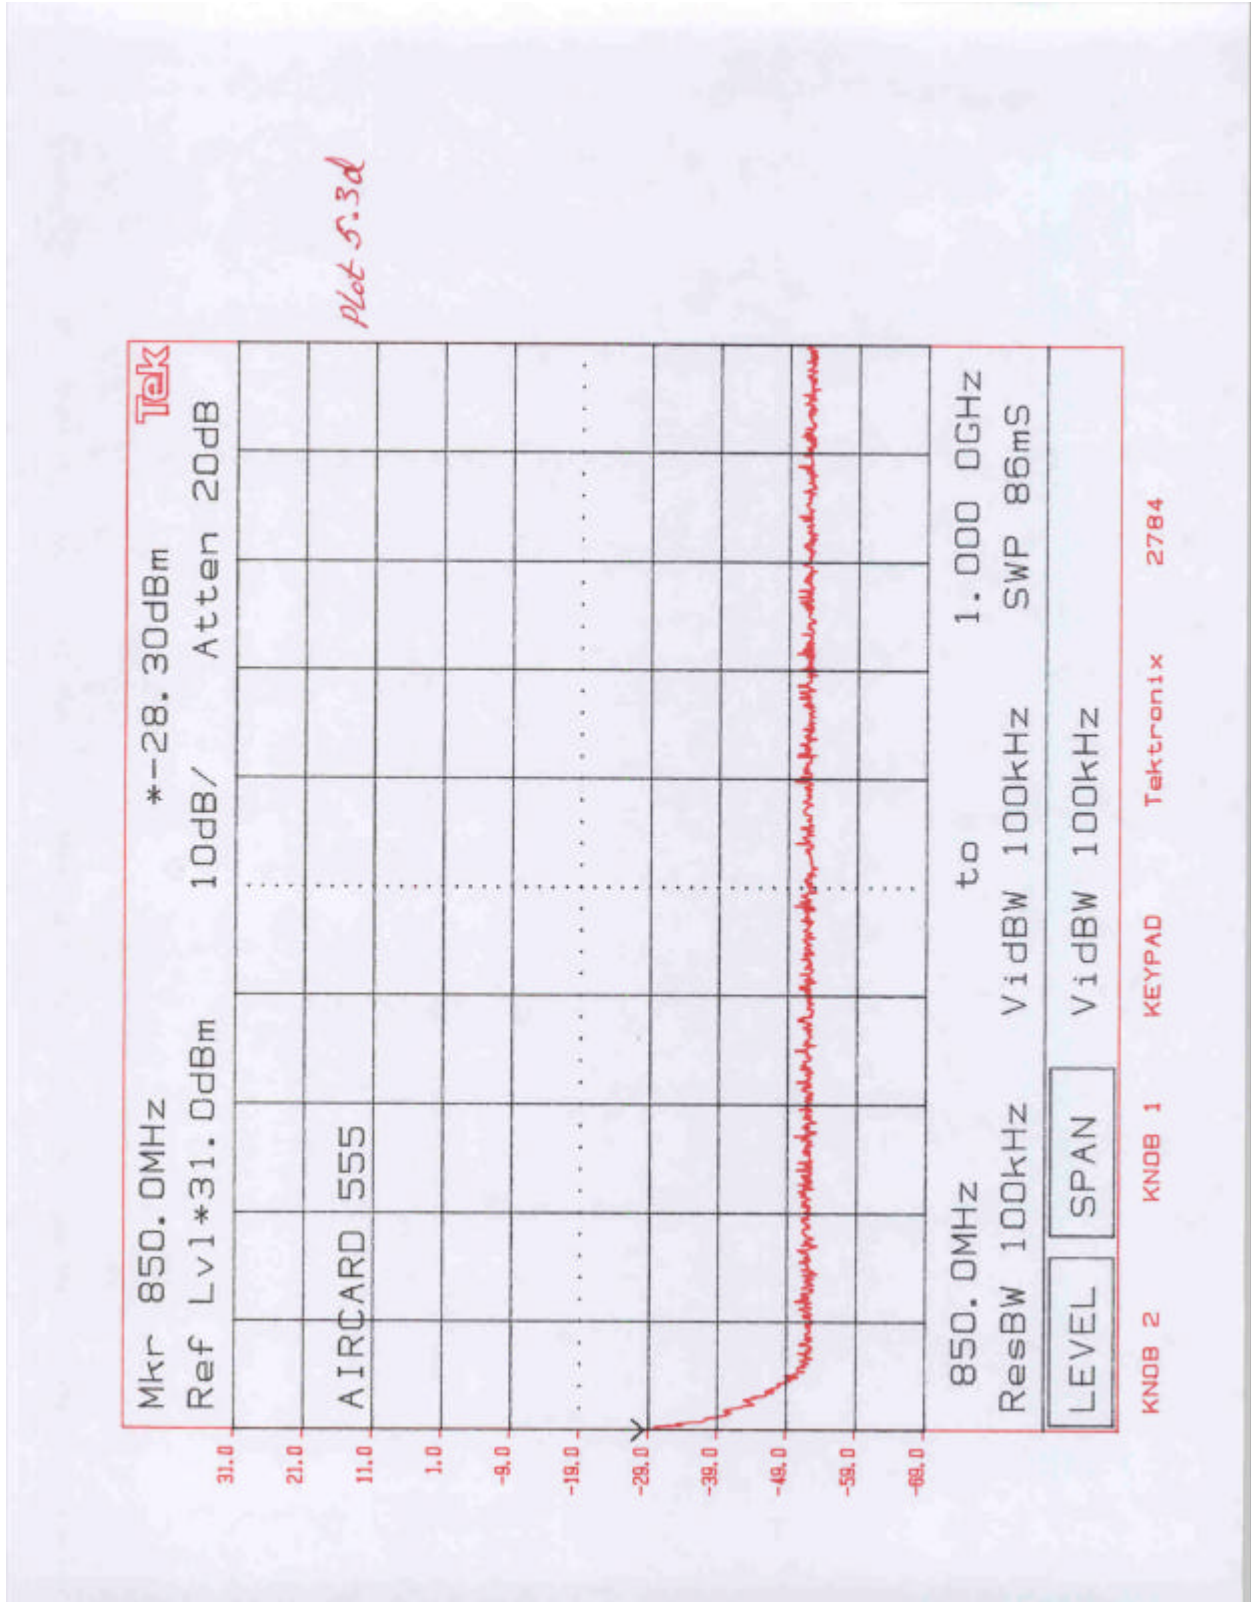 Mkr 850.0MHz *-28.30dBm Tek
Ref Lvl*31.0dBm 10dB/ Atten 20dB
Plot 5.3d
31.0
21.0
AIRCARD 555
11.0
1.0
-9.0
-19.0
-29.0
-39.0
-49.0
-59.0
-69.0
850.0MHz to 1.000 0GHz
ResBW 100kHz VidBW 100kHz SWP 86mS
LEVEL SPAN VidBW 100kHz
KNOB 2 KNOB 1 KEYPAD Tektronix 2784